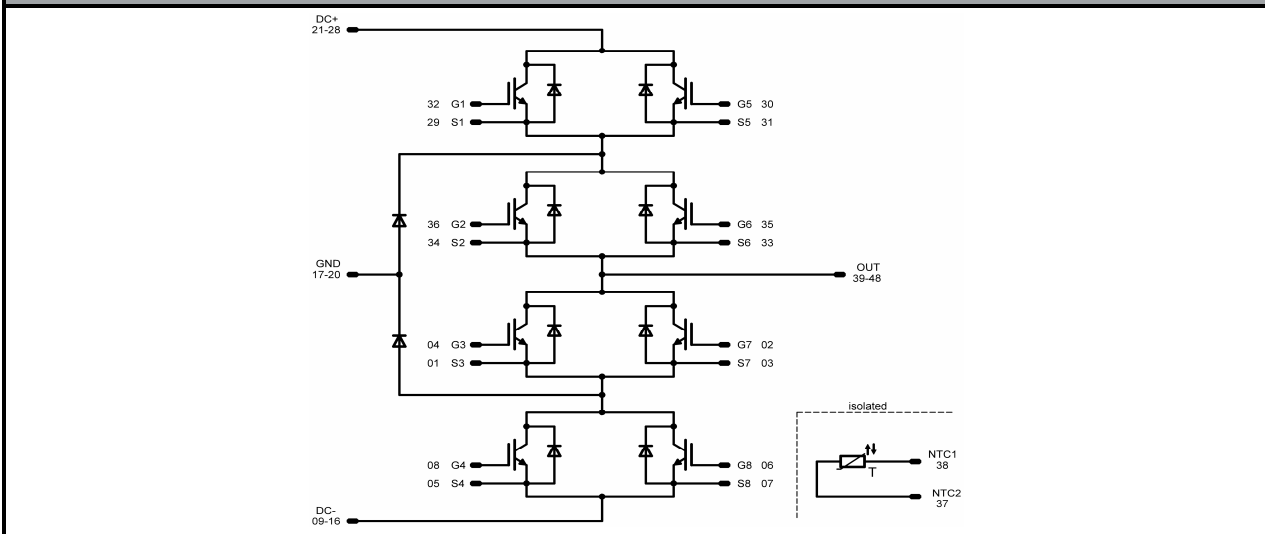 DC+
21-28
32 G1
G5 30
29 S1
S5 31
36 G2
G6 35
34 S2
S6 33
GND
17-20
OUT
39-48
04 G3
G7 02
01 S3
S7 03
isolated
08 G4
G8 06
05 S4
S8 07
T
NTC1
38
NTC2
37
DC-
09-16